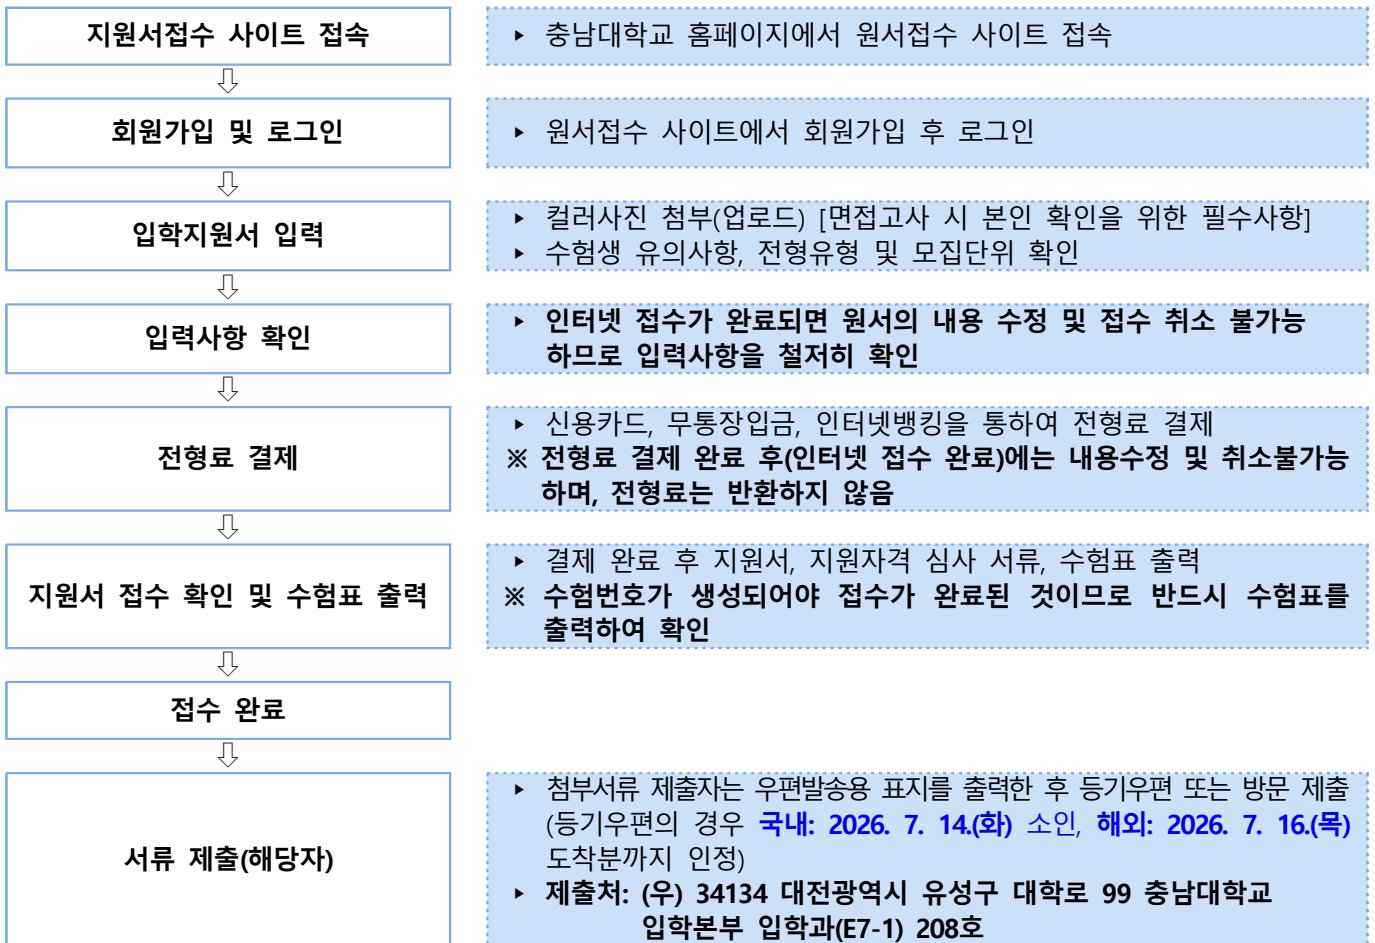 지원서접수 사이트 접속
▸ 충남대학교 홈페이지에서 원서접수 사이트 접속
회원가입 및 로그인
▸ 원서접수 사이트에서 회원가입 후 로그인
입학지원서 입력
▸ 컬러사진 첨부(업로드) [면접고사 시 본인 확인을 위한 필수사항]
▸ 수험생 유의사항, 전형유형 및 모집단위 확인
입력사항 확인
▸ 인터넷 접수가 완료되면 원서의 내용 수정 및 접수 취소 불가능
하므로 입력사항을 철저히 확인
전형료 결제
▸ 신용카드, 무통장입금, 인터넷뱅킹을 통하여 전형료 결제
※ 전형료 결제 완료 후(인터넷 접수 완료)에는 내용수정 및 취소불가능
하며, 전형료는 반환하지 않음
지원서 접수 확인 및 수험표 출력
▸ 결제 완료 후 지원서, 지원자격 심사 서류, 수험표 출력
※ 수험번호가 생성되어야 접수가 완료된 것이므로 반드시 수험표를
출력하여 확인
접수 완료
서류 제출(해당자)
▸ 첨부서류 제출자는 우편발송용 표지를 출력한 후 등기우편 또는 방문 제출
(등기우편의 경우 국내: 2026. 7. 14.(화) 소인, 해외: 2026. 7. 16.(목)
도착분까지 인정)
▸ 제출처: (우) 34134 대전광역시 유성구 대학로 99 충남대학교
입학본부 입학과(E7-1) 208호